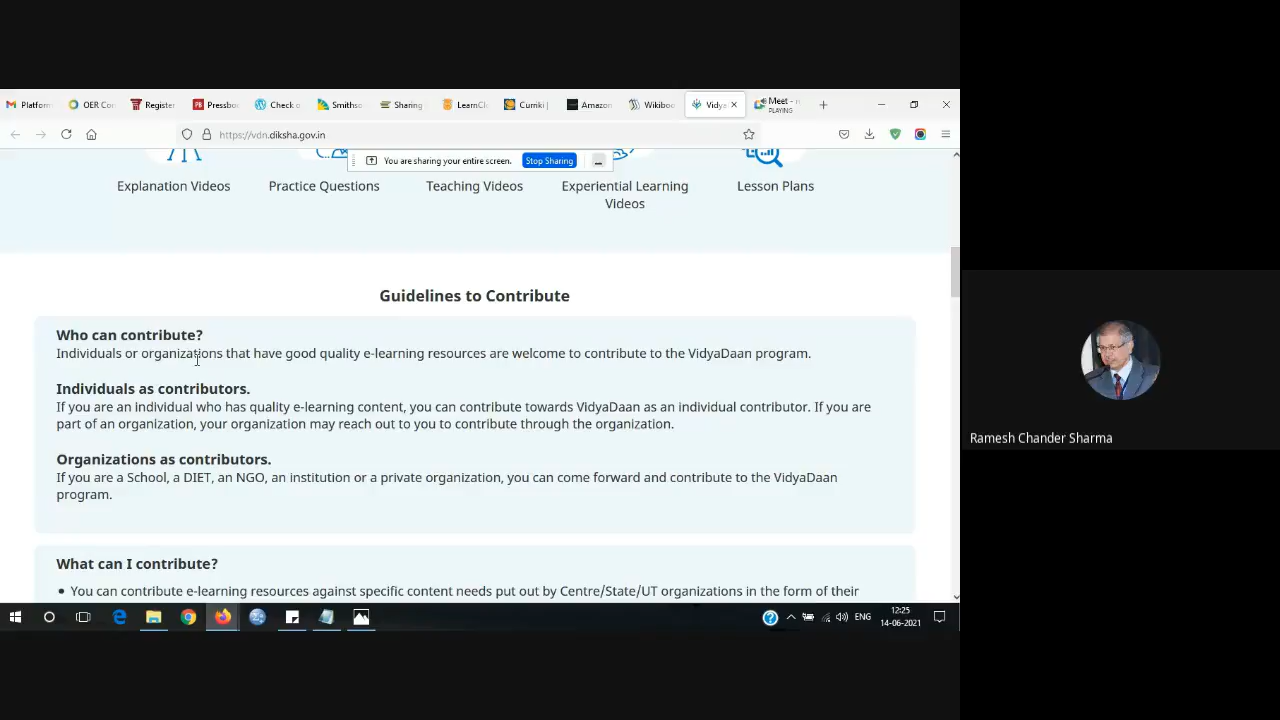 Platform
OER Con
Register
Pressboo
Check o
Smithso
Sharing
LearnCl
Curriki |
Amazon
Wikiboo
Vidya
Meet - r
PLAYING
https://vdn.diksha.gov.in
You are sharing your entire screen.
Stop Sharing
Explanation Videos
Practice Questions
Teaching Videos
Experiential Learning
Videos
Lesson Plans
Guidelines to Contribute
Who can contribute?
Individuals or organizations that have good quality e-learning resources are welcome to contribute to the VidyaDaan program.
Individuals as contributors.
If you are an individual who has quality e-learning content, you can contribute towards VidyaDaan as an individual contributor. If you are
part of an organization, your organization may reach out to you to contribute through the organization.
Organizations as contributors.
If you are a School, a DIET, an NGO, an institution or a private organization, you can come forward and contribute to the VidyaDaan
program.
What can I contribute?
• You can contribute e-learning resources against specific content needs put out by Centre/State/UT organizations in the form of their
Ramesh Chander Sharma
ENG
12:25
14-06-2021